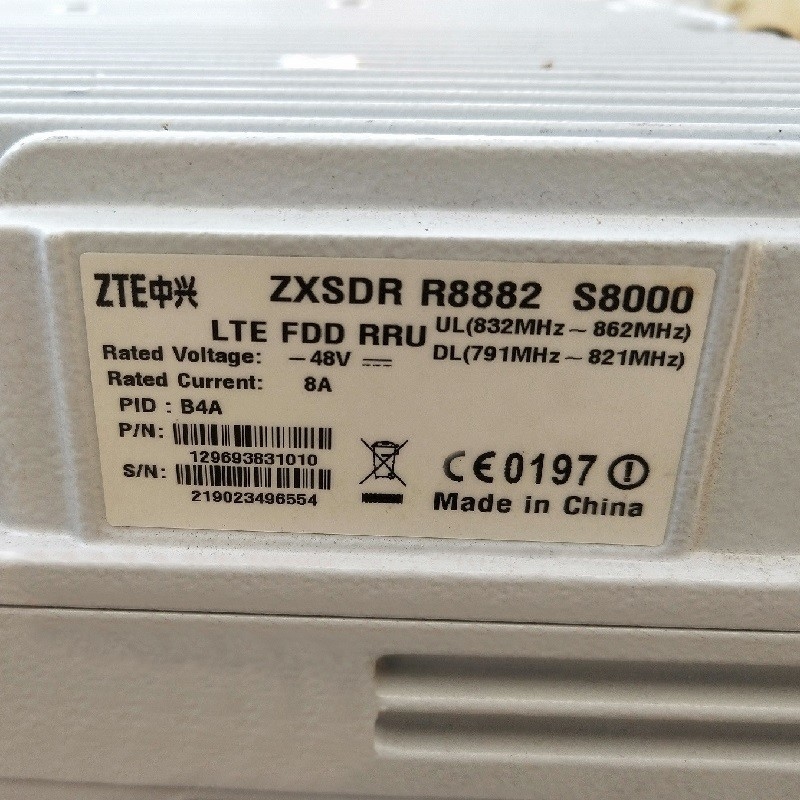 ZTE中兴 ZXSDR R8882 S8000
LTE FDD RRU UL(832MHz~862MHz)
DL(791MHz~821MHz)
Rated Voltage: -48V ⎓
Rated Current: 8A
PID : B4A
P/N:
129693831010
S/N:
219023496554
CE0197
Made in China